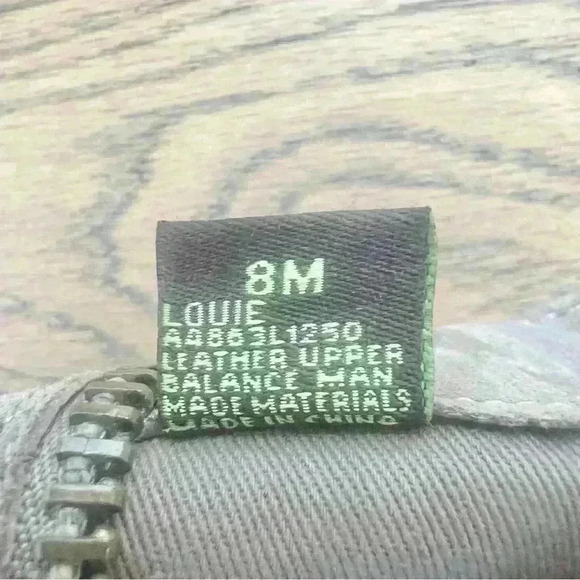 8M
LOUIE
A4863L1250
LEATHER UPPER
BALANCE MAN
MADE MATERIALS
MADE IN CHINA